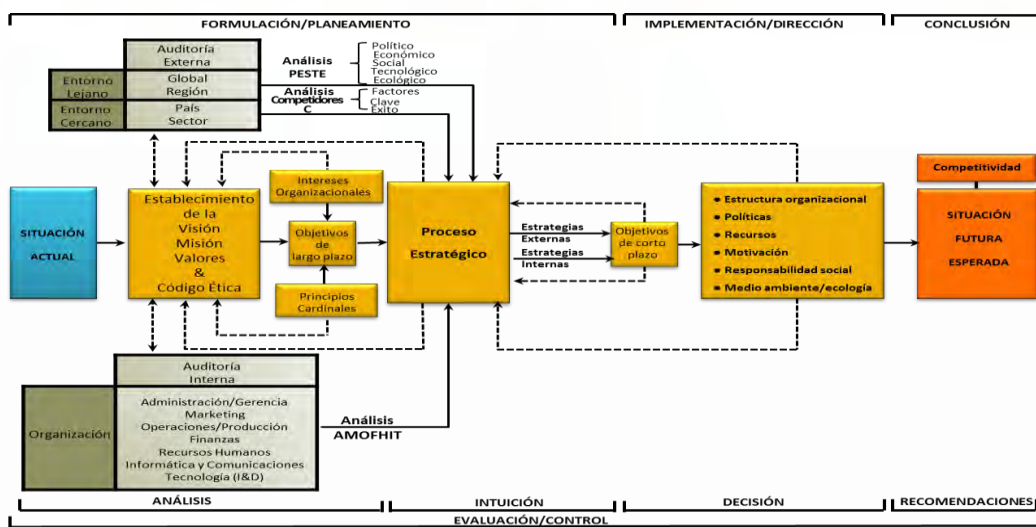 FORMULACIÓN/PLANEAMIENTO
IMPLEMENTACIÓN/DIRECCIÓN
CONCLUSIÓN
Auditoría
Externa
Entorno
Lejano
Global
Región
Entorno
Cercano
País
Sector
Análisis
PESTE
Político
Económico
Social
Tecnológico
Ecológico
Análisis
Competidores
C
Factores
Clave
Éxito
SITUACIÓN
ACTUAL
Establecimiento
de la
Visión
Misión
Valores
&
Código Ética
Intereses
Organizacionales
Objetivos de
largo plazo
Principios
Cardinales
Proceso
Estratégico
Estrategias
Externas
Estrategias
Internas
Objetivos de corto
plazo
• Estructura organizacional
• Políticas
• Recursos
• Motivación
• Responsabilidad social
• Medio ambiente/ecología
Competitividad
SITUACIÓN
FUTURA
ESPERADA
Auditoría
Interna
Organización
Administración/Gerencia
Marketing
Operaciones/Producción
Finanzas
Recursos Humanos
Informática y Comunicaciones
Tecnología (I&D)
Análisis
AMOFHIT
ANÁLISIS
INTUICIÓN
DECISIÓN
RECOMENDACIONES
EVALUACIÓN/CONTROL